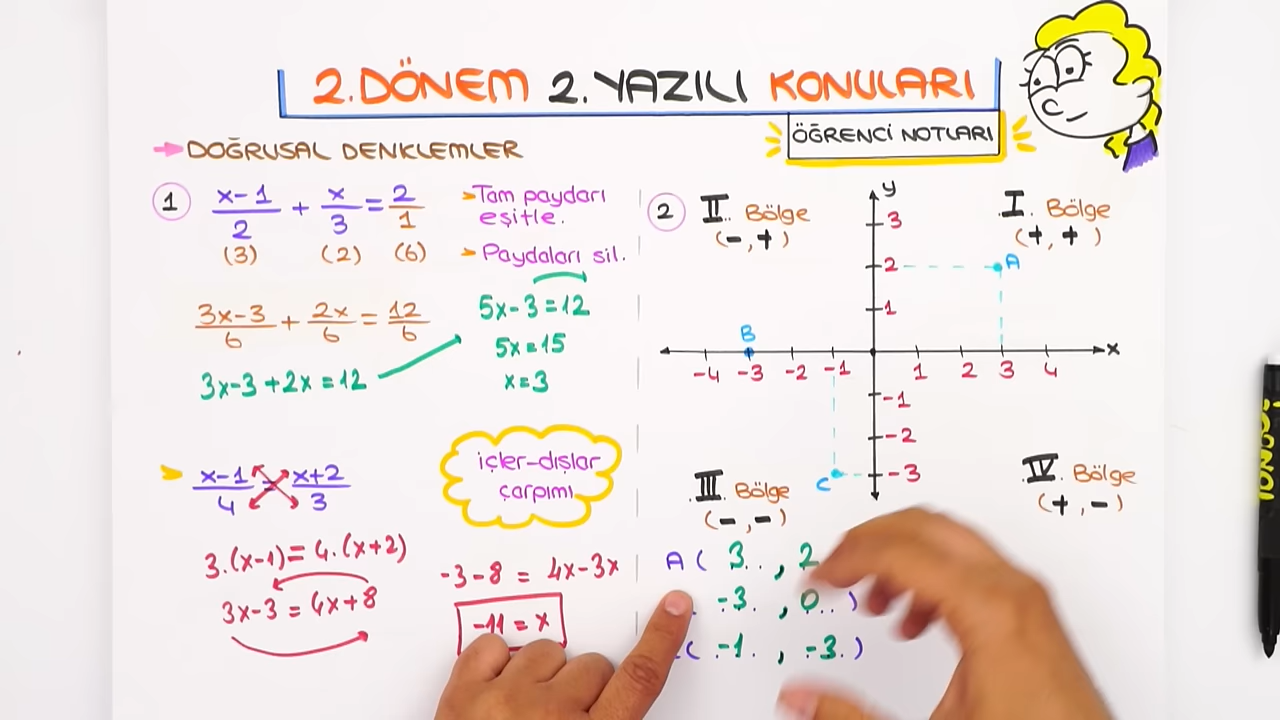 2.DÖNEM 2.YAZILI KONULARI
ÖĞRENCİ NOTLARI
DOĞRUSAL DENKLEMLER
1
x-1/2 + x/3 = 2/1
(3) (2) (6)
➤Tam paydarı
eşitle.
➤ Paydaları sil.
3x-3/6 + 2x/6 = 12/6
3x-3+2x=12
5x-3=12
5x=15
x=3
x-1/4 = x+2/3
içler-dışlar
çarpımı
3.(x-1)=4.(x+2)
3x-3=4x+8
-3-8 = 4x-3x
-11 = x
2
II. Bölge
(-,+)
I. Bölge
(+,+)
y
3
2
A
1
B
x
-4 -3 -2 -1 1 2 3 4
-1
-2
-3
C
III. Bölge
(-,-)
IV Bölge
(+,-)
A( 3.., 2
-3. , 0.. )
( -1. , -3. )